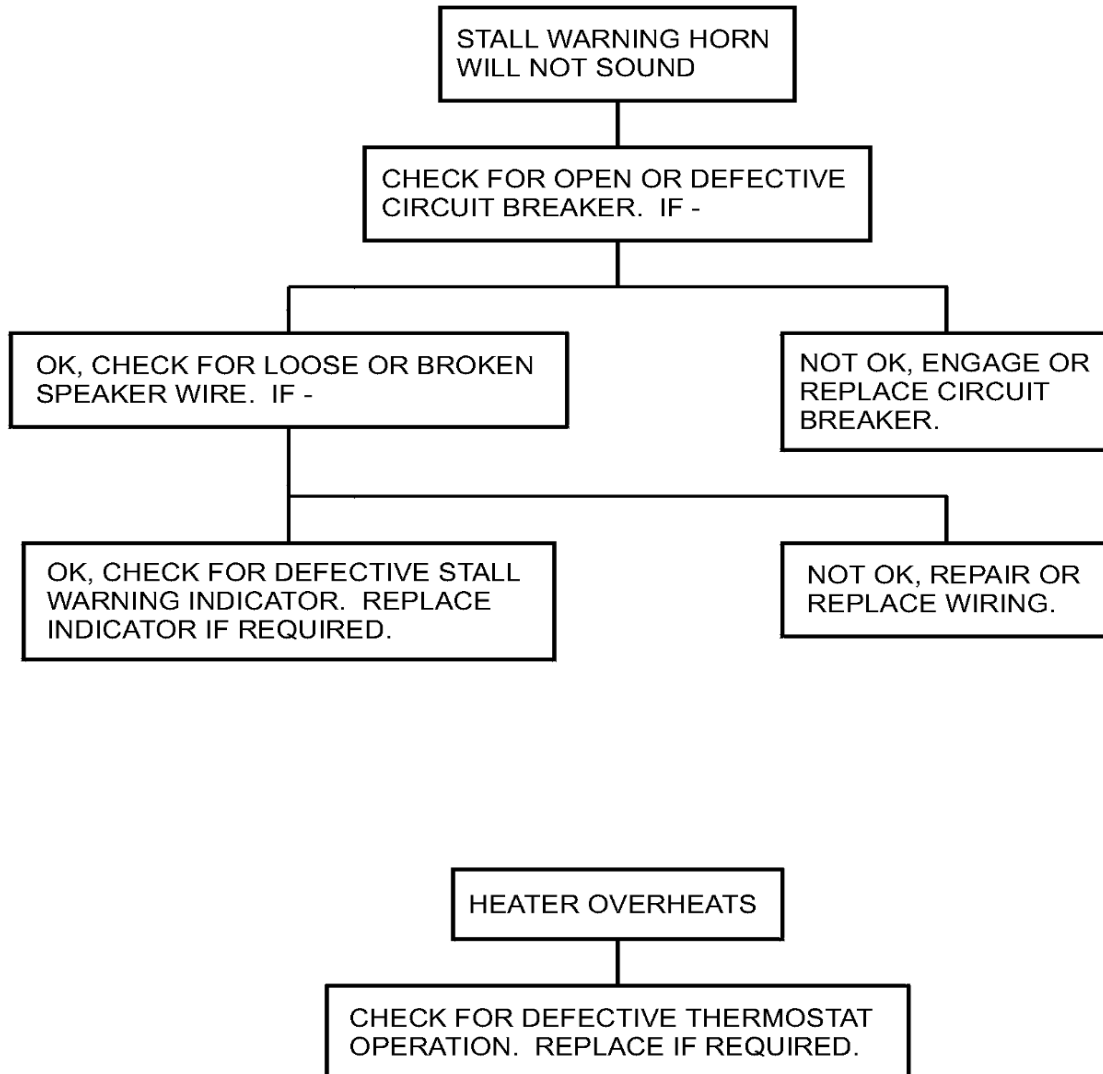 STALL WARNING HORN
WILL NOT SOUND
CHECK FOR OPEN OR DEFECTIVE
CIRCUIT BREAKER.  IF -
OK, CHECK FOR LOOSE OR BROKEN
SPEAKER WIRE.  IF -
NOT OK, ENGAGE OR
REPLACE CIRCUIT
BREAKER.
OK, CHECK FOR DEFECTIVE STALL
WARNING INDICATOR.  REPLACE
INDICATOR IF REQUIRED.
NOT OK, REPAIR OR
REPLACE WIRING.
HEATER OVERHEATS
CHECK FOR DEFECTIVE THERMOSTAT
OPERATION.  REPLACE IF REQUIRED.